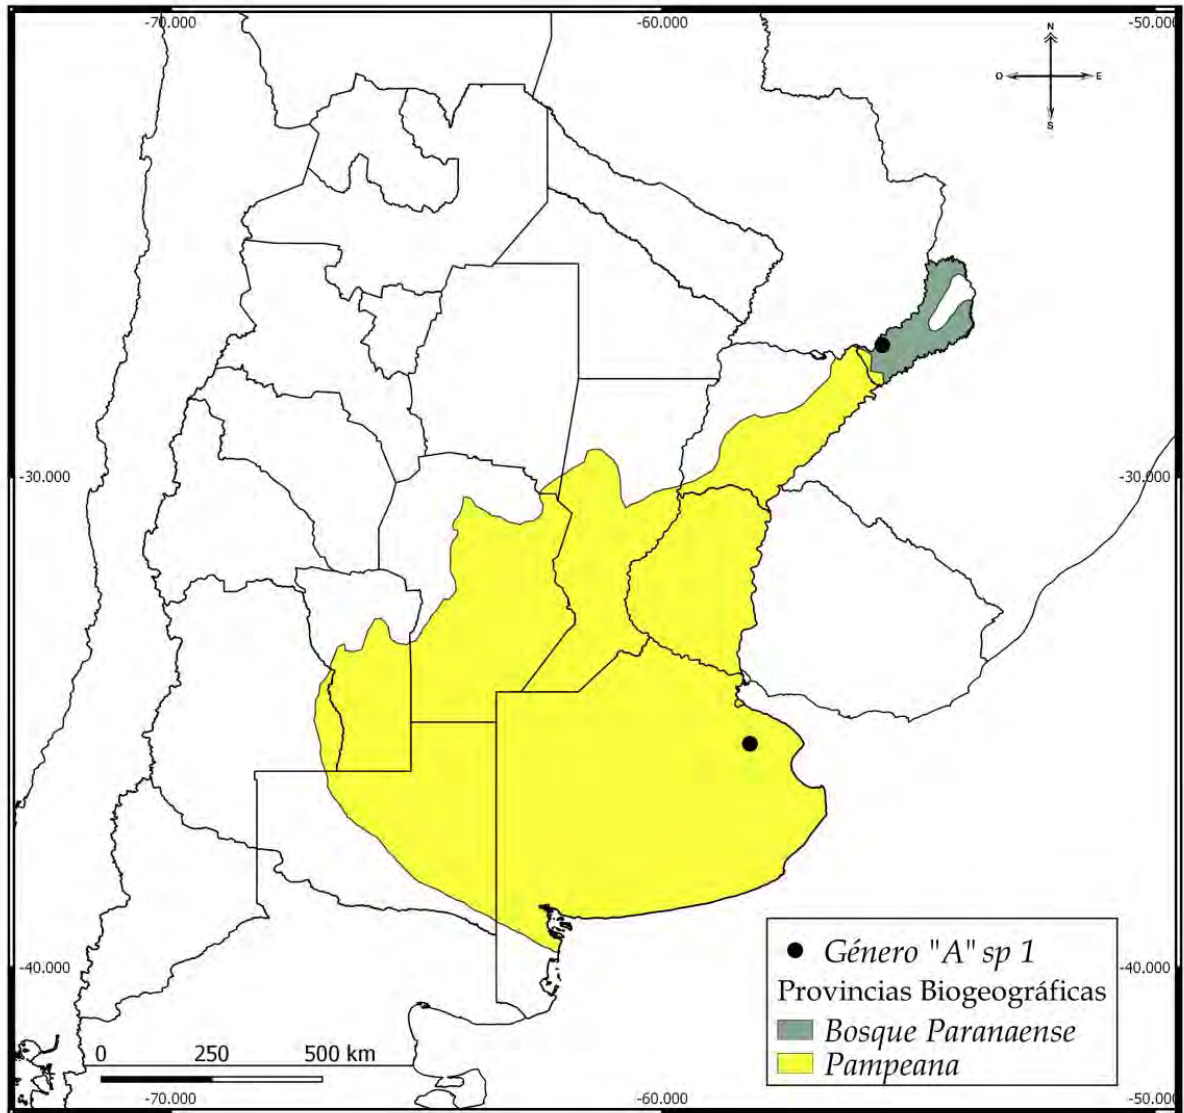 -70.000 -60.000 -50.000
N
O E
S
-30.000 -30.000
Género "A" sp 1
-40.000 -40.000
Provincias Biogeográficas
Bosque Paranaense
0 250 500 km
Pampeana
-70.000 -60.000 -50.000